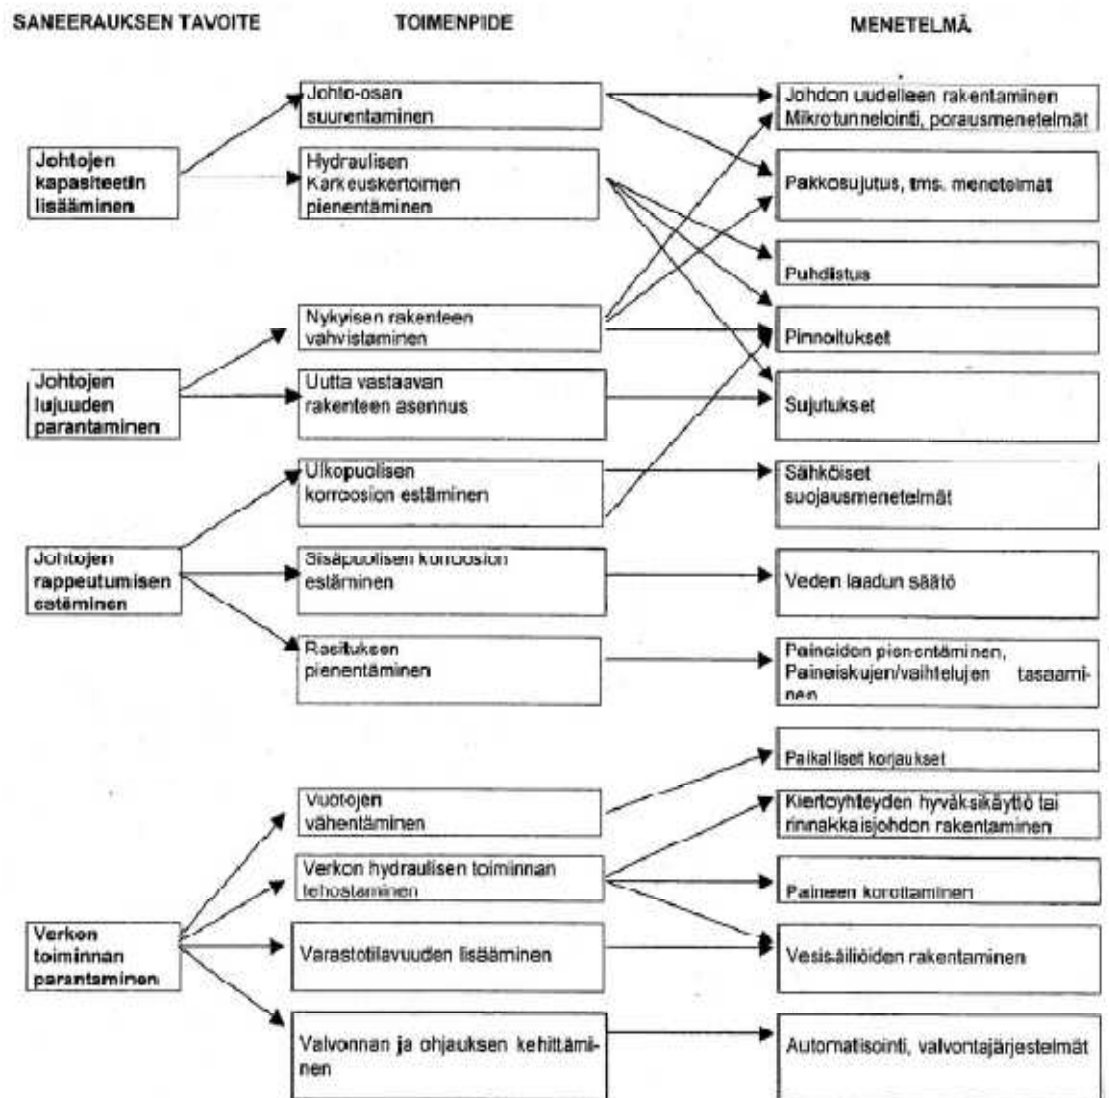 SANEERAUKSEN TAVOITE
TOIMENPIDE
MENETELMÄ
Johtojen
kapasiteetin
lisääminen
Johto-osan
suurentaminen
Hydraulisen
Karkeuskertoimen
pienentäminen
Johdon uudelleen rakentaminen
Mikrotunnelointi, porausmenetelmät
Pakkosujutus, tms. menetelmät
Puhdistus
Johtojen
lujuuden
parantaminen
Nykyisen rakenteen
vahvistaminen
Uutta vastaavan
rakenteen asennus
Pinnoitukset
Sujutukset
Johtojen
rappeutumisen
estäminen
Ulkopuolisen
korroosion estäminen
Sisäpuolisen korroosion
estäminen
Rasituksen
pienentäminen
Sähköiset
suojausmenetelmät
Veden laadun säätö
Paineidon pienentäminen,
Paineiskujen/vaihtelujen tasaami-
nen
Verkon
toiminnan
parantaminen
Vuotojen
vähentäminen
Verkon hydraulisen toiminnan
tehostaminen
Varastotilavuuden lisääminen
Valvonnan ja ohjauksen kehittämi-
nen
Paikalliset korjaukset
Kiertoyhteyden hyväksikäyttö tai
rinnakkaisjohdon rakentaminen
Paineen korottaminen
Vesisäiliöiden rakentaminen
Automatisointi, valvontajärjestelmät